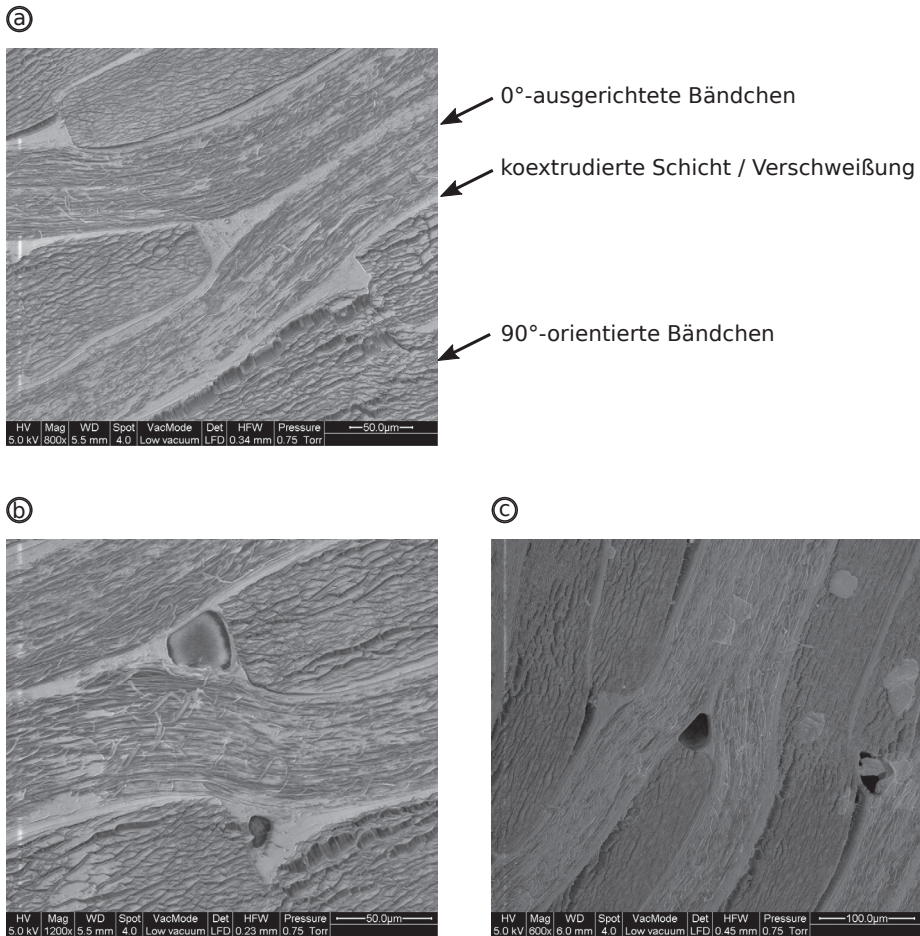 a
0°-ausgerichtete Bändchen
koextrudierte Schicht / Verschweißung
90°-orientierte Bändchen
HV Mag WD Spot VacMode Det HFW Pressure 50.0µm
5.0 kV 800x 5.5 mm 4.0 Low vacuum LFD 0.34 mm 0.75 Torr
b
HV Mag WD Spot VacMode Det HFW Pressure 50.0µm
5.0 kV 1200x 5.5 mm 4.0 Low vacuum LFD 0.23 mm 0.75 Torr
c
HV Mag WD Spot VacMode Det HFW Pressure 100.0µm
5.0 kV 600x 6.0 mm 4.0 Low vacuum LFD 0.45 mm 0.75 Torr